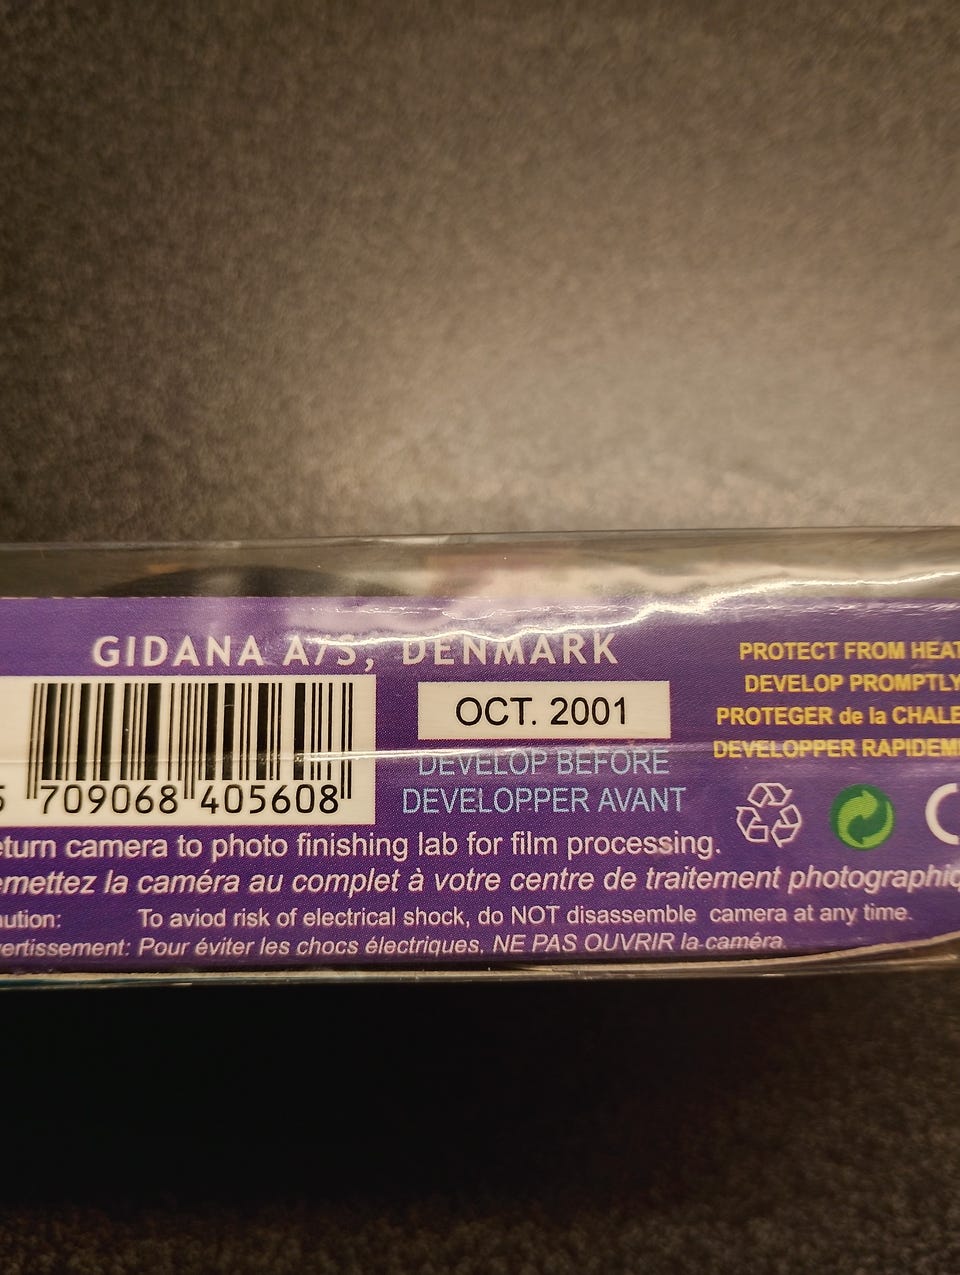 GIDANA A/S, DENMARK
PROTECT FROM HEAT
DEVELOP PROMPTLY
PROTEGER de la CHALE
DEVELOPPER RAPIDEM
OCT. 2001
DEVELOP BEFORE
DEVELOPPER AVANT
5 709068 405608
eturn camera to photo finishing lab for film processing.
emettez la caméra au complet à votre centre de traitement photographiq
aution: To aviod risk of electrical shock, do NOT disassemble camera at any time.
vertissement: Pour éviter les chocs électriques, NE PAS OUVRIR la caméra.